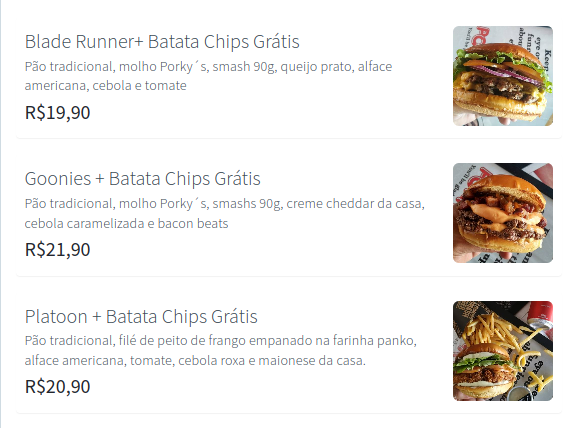 Blade Runner+ Batata Chips Grátis
Pão tradicional, molho Porky´s, smash 90g, queijo prato, alface
americana, cebola e tomate
R$19,90
Goonies + Batata Chips Grátis
Pão tradicional, molho Porky´s, smashs 90g, creme cheddar da casa,
cebola caramelizada e bacon beats
R$21,90
Platoon + Batata Chips Grátis
Pão tradicional, filé de peito de frango empanado na farinha panko,
alface americana, tomate, cebola roxa e maionese da casa.
R$20,90